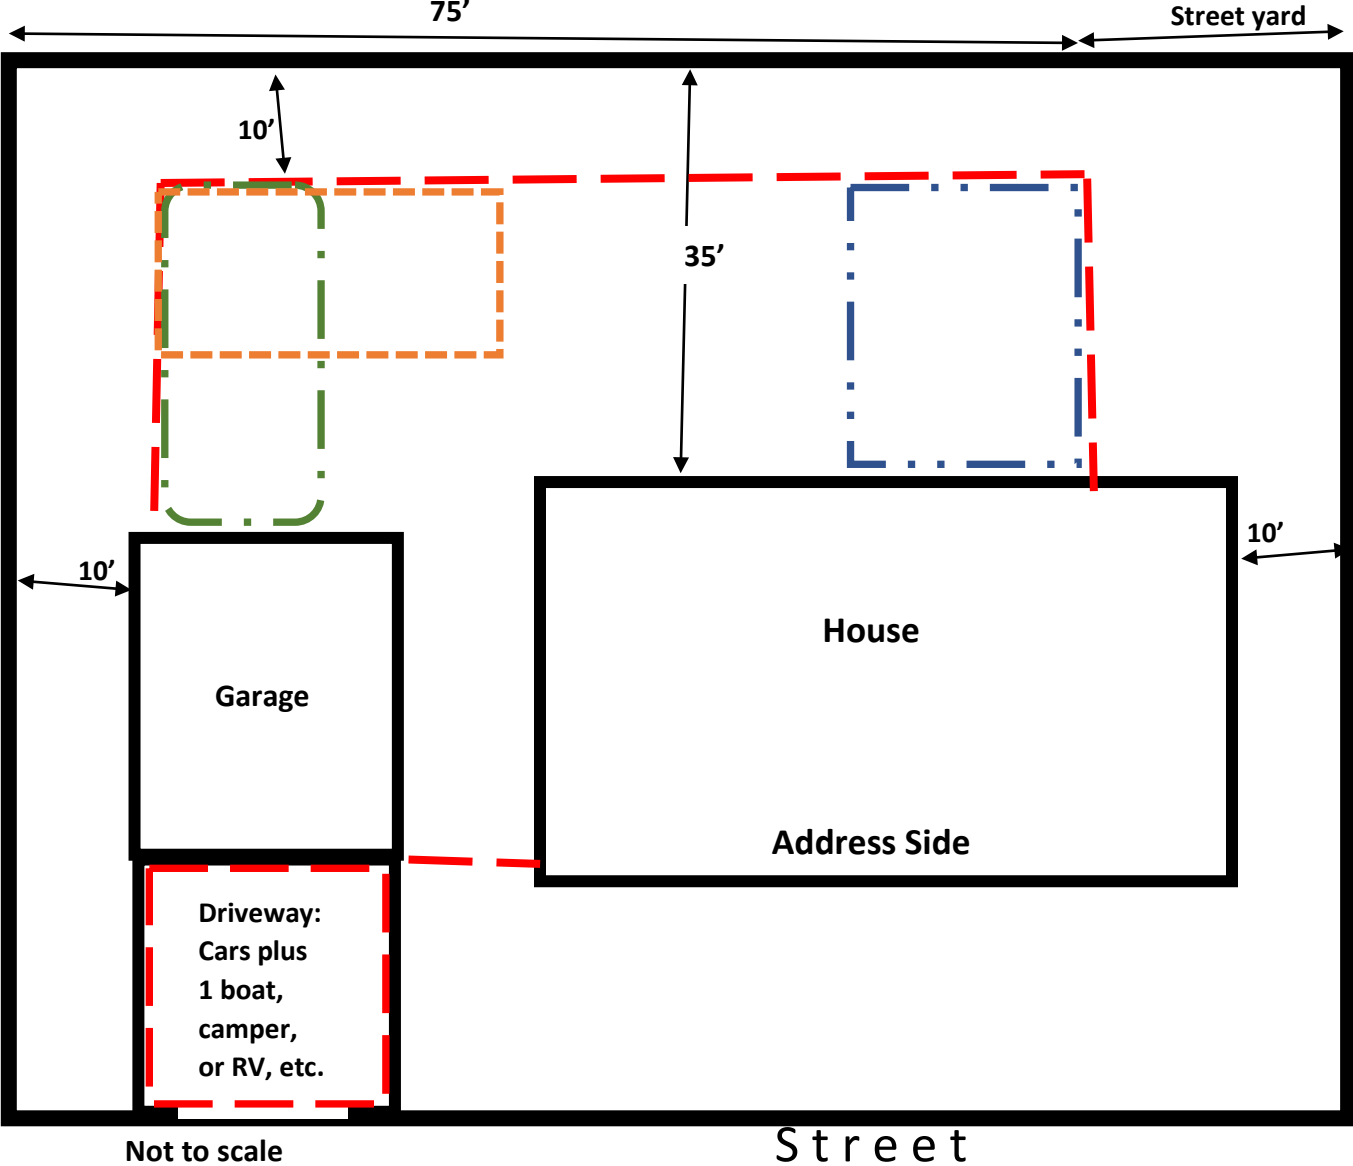 75’
Street yard
10’
35’
10’
10’
House
Garage
Address Side
Driveway:
Cars plus
1 boat,
camper,
or RV, etc.
Street
Not to scale